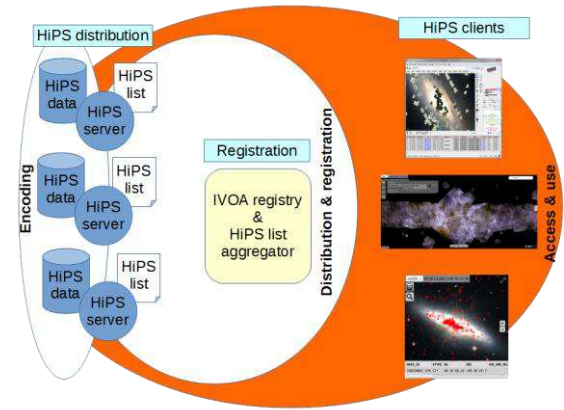 HiPS distribution
HiPS clients
HiPS
data
HiPS
server
HiPS
list
HiPS
data
HiPS
server
HiPS
list
HiPS
data
HiPS
server
HiPS
list
Encoding
Registration
IVOA registry
&
HiPS list
aggregator
Distribution & registration
Access & use